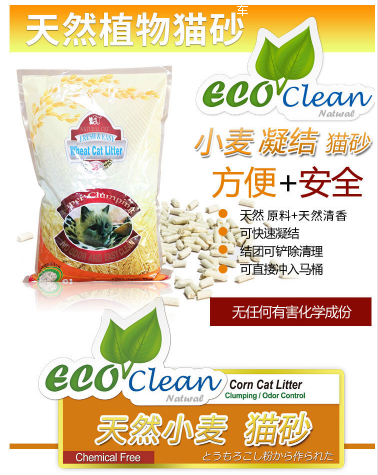 天然植物猫砂
车
eco Clean
Natural
小麦 凝结 猫砂
方便+安全
FRESH & EASY
Wheat Cat Litter
天然 原料+天然清香
可快速凝结
结团可铲除清理
可直接冲入马桶
无任何有害化学成份
eco Clean
Natural
Corn Cat Litter
Clumping / Odor Control
天然小麦 猫砂
Chemical Free
とうもろこし粉から作られた